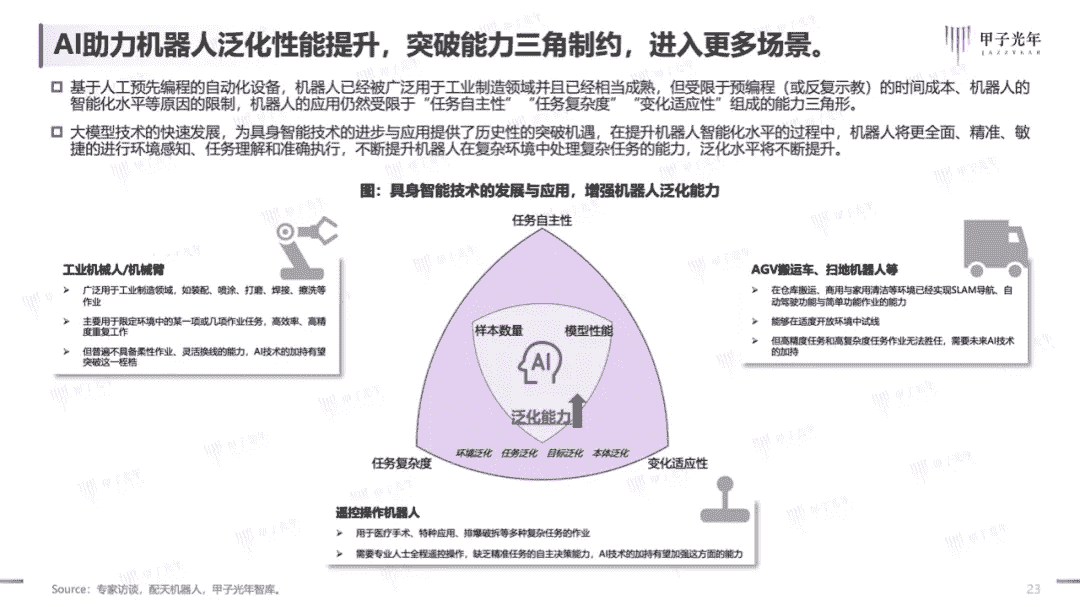 AI助力机器人泛化性能提升，突破能力三角制约，进入更多场景。
甲子光年
JAZZYEAR
基于人工预先编程的自动化设备，机器人已经被广泛用于工业制造领域并且已经相当成熟，但受限于预编程（或反复示教）的时间成本、机器人的
智能化水平等原因的限制，机器人的应用仍然受限于“任务自主性”“任务复杂度”“变化适应性”组成的能力三角形。
大模型技术的快速发展，为具身智能技术的进步与应用提供了历史性的突破机遇，在提升机器人智能化水平的过程中，机器人将更全面、精准、敏
捷的进行环境感知、任务理解和准确执行，不断提升机器人在复杂环境中处理复杂任务的能力，泛化水平将不断提升。
图：具身智能技术的发展与应用，增强机器人泛化能力
任务自主性
工业机械人/机械臂
广泛用于工业制造领域，如装配、喷涂、打磨、焊接、擦洗等
作业
主要用于限定环境中的某一项或几项作业任务，高效率、高精
度重复工作
但普遍不具备柔性作业、灵活换线的能力，AI技术的加持有望
突破这一桎梏
AGV搬运车、扫地机器人等
在仓库搬运、商用与家用清洁等环境已经实现SLAM导航、自
动驾驶功能与简单功能作业的能力
能够在适度开放环境中试线
但高精度任务和高复杂度任务作业无法胜任，需要未来AI技术
的加持
样本数量
模型性能
AI
泛化能力
环境泛化 任务泛化 目标泛化 本体泛化
任务复杂度
变化适应性
遥控操作机器人
用于医疗手术、特种应用、排爆破拆等多种复杂任务的作业
需要专业人士全程遥控操作，缺乏精准任务的自主决策能力，AI技术的加持有望加强这方面的能力
Source：专家访谈，配天机器人，甲子光年智库。
23